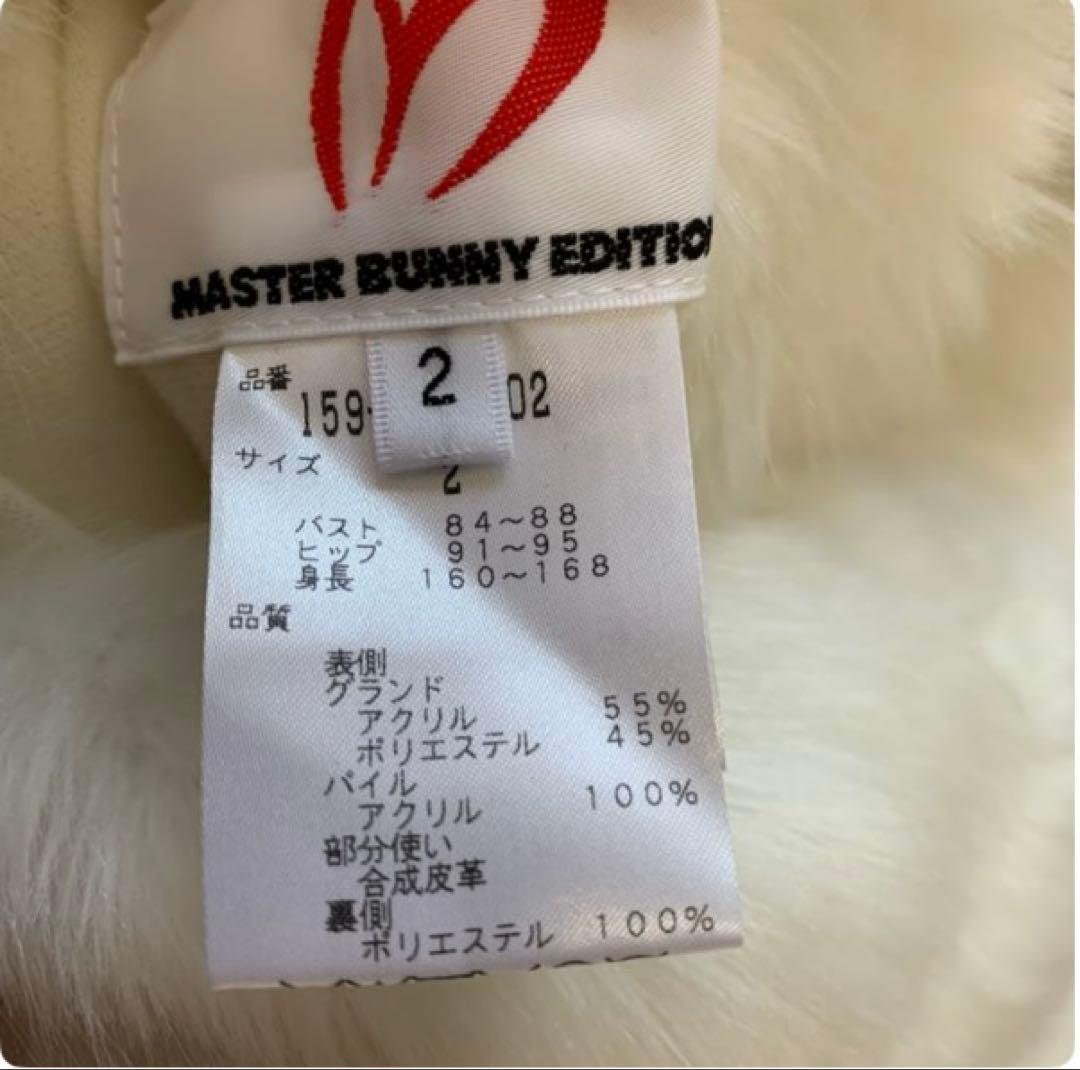 MASTER BUNNY EDITIO
2
品番
159- 02
サイズ
2
バスト 84~88
ヒップ 91~95
身長 160~168
品質
表側
グランド
アクリル 55%
ポリエステル 45%
パイル
アクリル 100%
部分使い
合成皮革
裏側
ポリエステル 100%